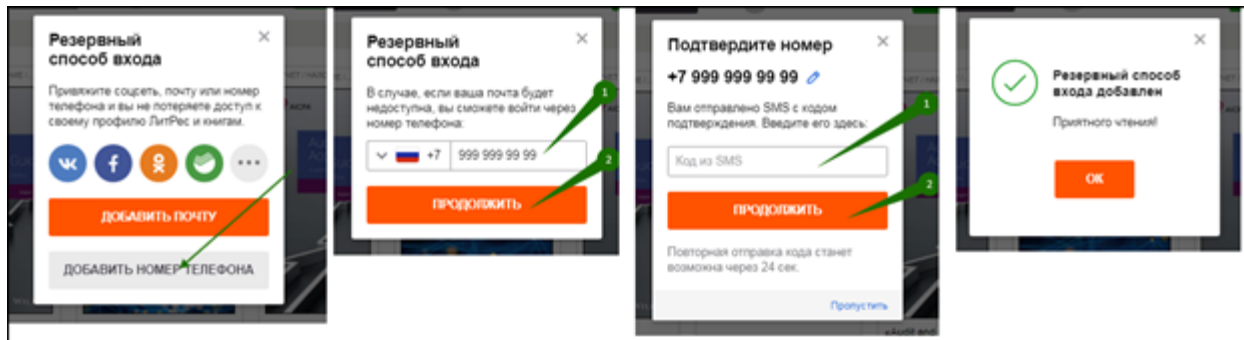 Резервный
способ входа
Привяжите соцсеть, почту или номер
телефона и вы не потеряете доступ к
своему профилю ЛитРес и книгам.
ДОБАВИТЬ ПОЧТУ
ДОБАВИТЬ НОМЕР ТЕЛЕФОНА
Резервный
способ входа
В случае, если ваша почта будет
недоступна, вы сможете войти через
номер телефона:
1
+7 999 999 99 99
2
ПРОДОЛЖИТЬ
Подтвердите номер
+7 999 999 99 99
Вам отправлено SMS с кодом
подтверждения. Введите его здесь:
1
Код из SMS
2
ПРОДОЛЖИТЬ
Повторная отправка кода станет
возможна через 24 сек.
Пропустить
«Audit and
Резервный способ
входа добавлен
Приятного чтения!
ОК